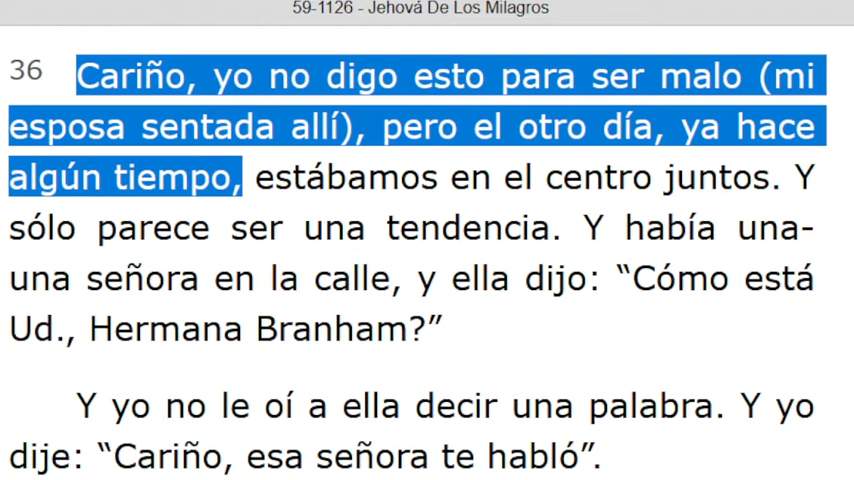 59-1126 - Jehová De Los Milagros
36 Cariño, yo no digo esto para ser malo (mi
esposa sentada allí), pero el otro día, ya hace
algún tiempo, estábamos en el centro juntos. Y
sólo parece ser una tendencia. Y había una-
una señora en la calle, y ella dijo: “Cómo está
Ud., Hermana Branham?”
Y yo no le oí a ella decir una palabra. Y yo
dije: “Cariño, esa señora te habló”.